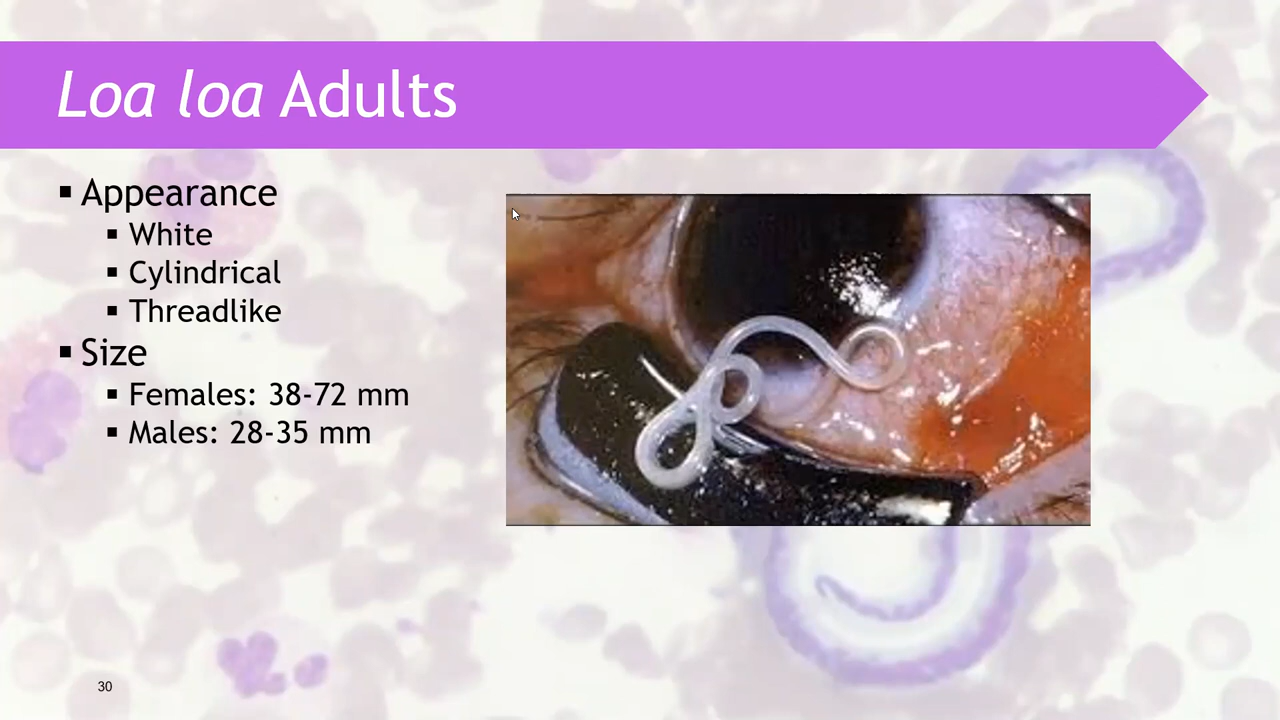 Loa loa Adults
▪ Appearance
▪ White
▪ Cylindrical
▪ Threadlike
▪ Size
▪ Females: 38-72 mm
▪ Males: 28-35 mm
30